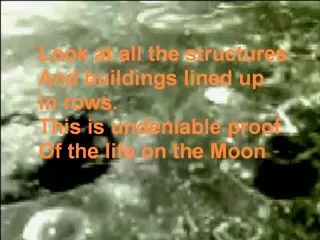 Look at all the structures
And buildings lined up
in rows.
This is undeniable proof
Of the life on the Moon